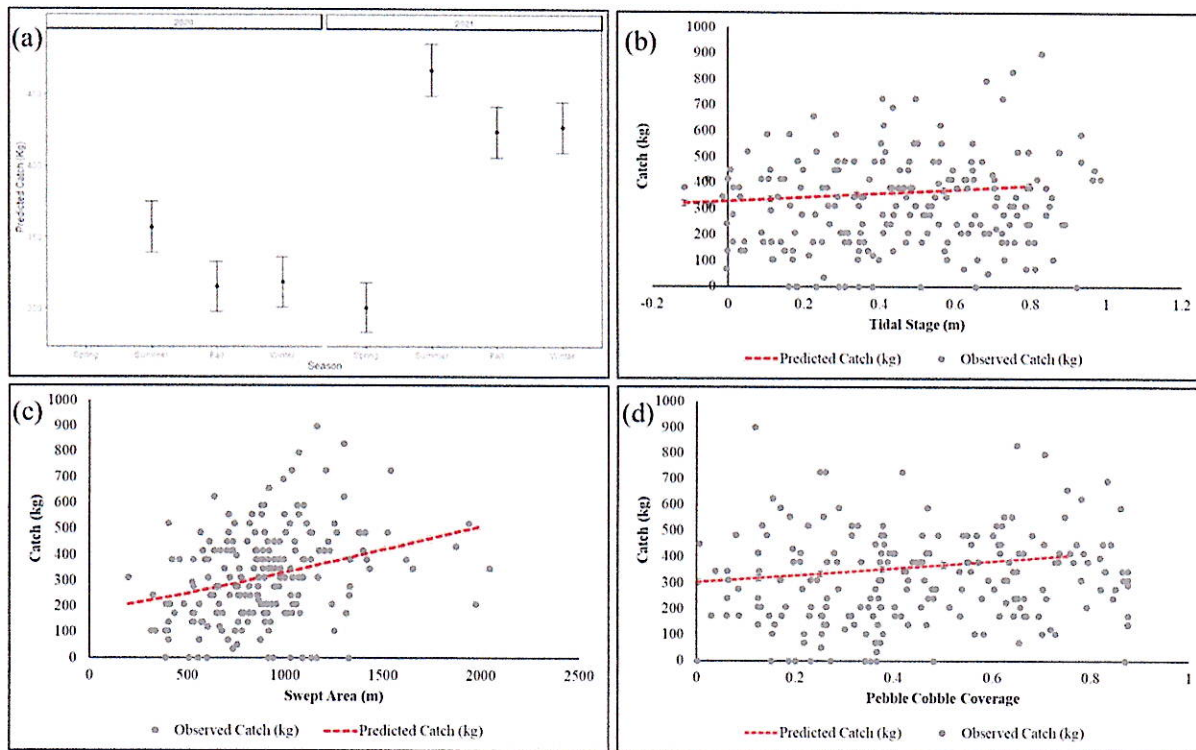 (a)
2020 2021
Predicted Catch (Kg)
Spring Summer Fall Winter Spring Summer Fall Winter
Season
(b)
1000
900
800
700
600
500
400
300
200
100
0
Catch (kg)
-0.2 0 0.2 0.4 0.6 0.8 1 1.2
Tidal Stage (m)
Predicted Catch (kg) Observed Catch (kg)
(c)
1000
900
800
700
600
500
400
300
200
100
0
Catch (kg)
0 500 1000 1500 2000 2500
Swept Area (m)
Observed Catch (kg) Predicted Catch (kg)
(d)
1000
900
800
700
600
500
400
300
200
100
0
Catch (kg)
0 0.2 0.4 0.6 0.8 1
Pebble Cobble Coverage
Predicted Catch (kg) Observed Catch (kg)